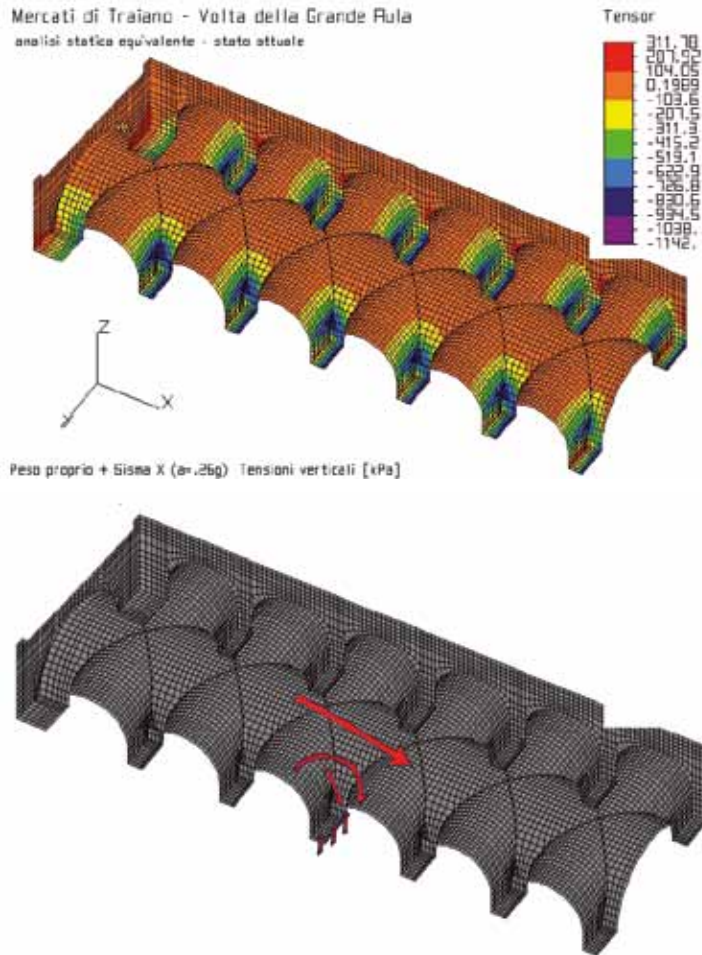 Mercati di Traiano - Volta della Grande Aula
analisi statica equivalente - stato attuale
Tensor
311.78
207.92
104.05
0.1989
-103.6
-207.5
-311.3
-415.2
-519.1
-622.9
-726.8
-830.6
-934.5
-1038.
-1142.
Z
X
Y
Peso proprio + Sisma X (a=.26g) Tensioni verticali [kPa]